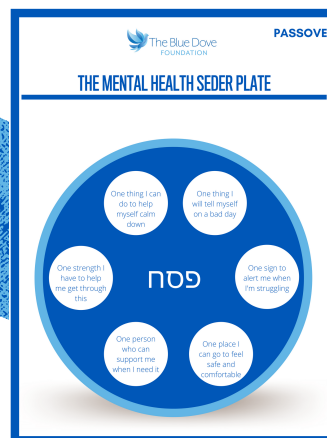 The Blue Dove
FOUNDATION
PASSOVE
THE MENTAL HEALTH SEDER PLATE
One thing I can
do to help
myself calm
down
One thing I
will tell myself
on a bad day
One strength I
have to help
me get through
this
פסח
One sign to
alert me when
I'm struggling
One person
who can
support me
when I need it
One place I
can go to feel
safe and
comfortable